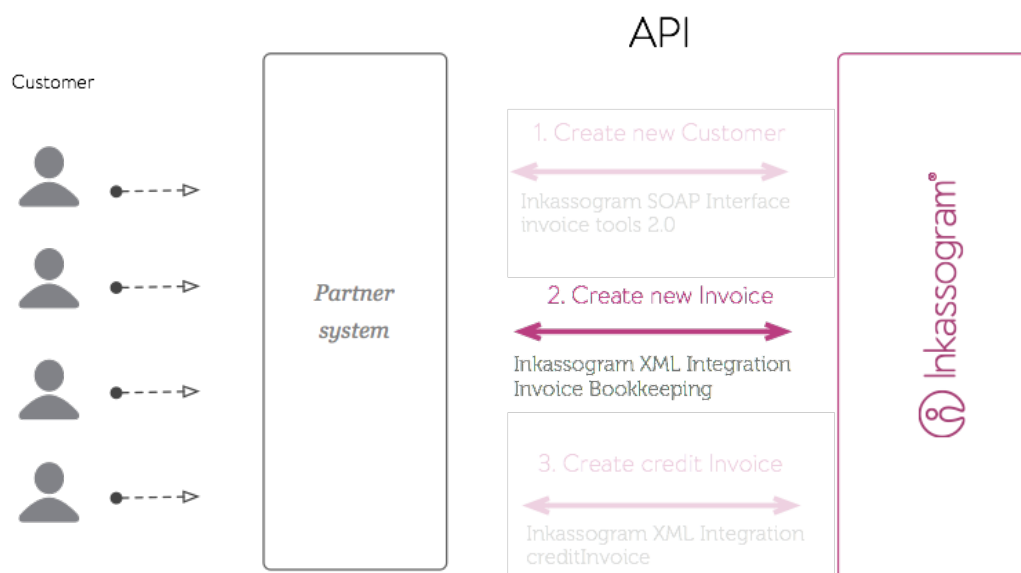 API
Customer
1. Create new Customer
Inkassogram SOAP Interface
invoice tools 2.0
Partner
system
2. Create new Invoice
Inkassogram XML Integration
Invoice Bookkeeping
3. Create credit Invoice
Inkassogram XML Integration
creditInvoice
Inkassogram®